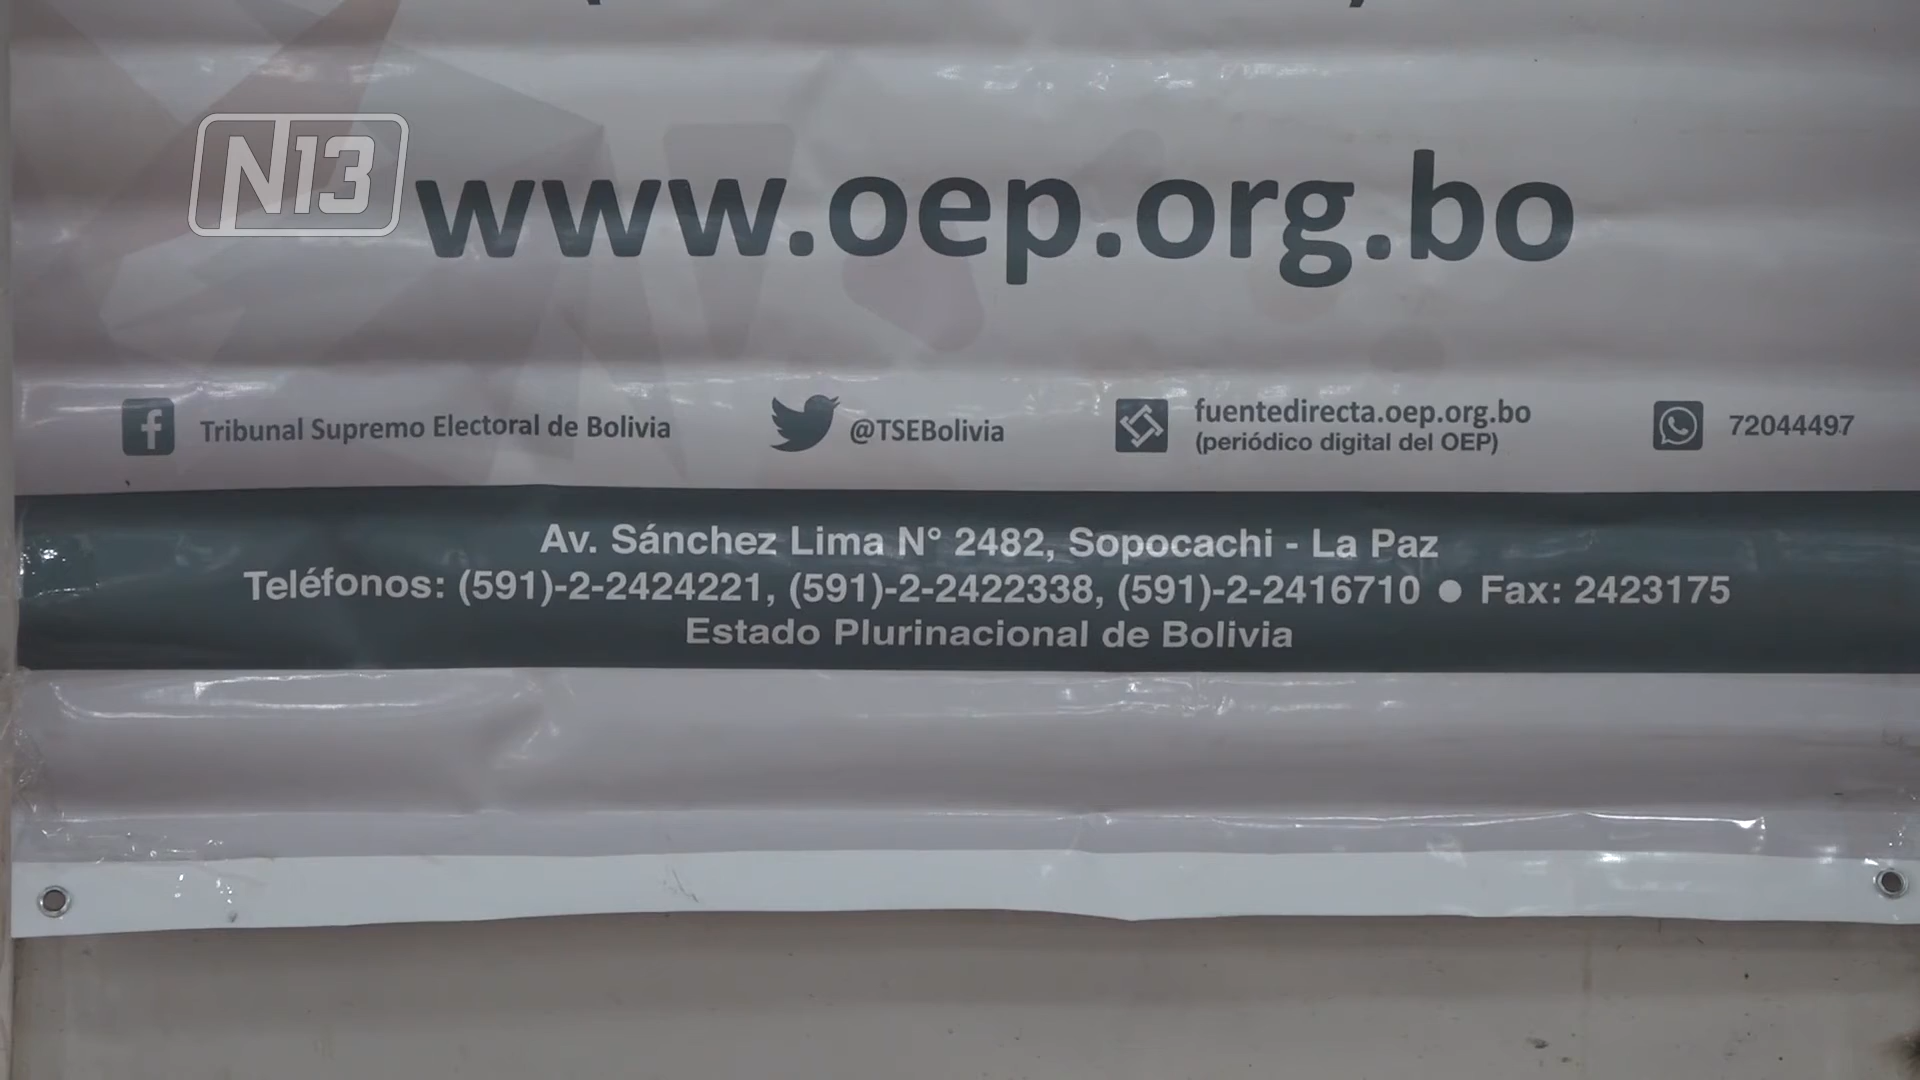 N13
www.oep.org.bo
Tribunal Supremo Electoral de Bolivia
@TSEBolivia
fuentedirecta.oep.org.bo
(periódico digital del OEP)
72044497
Av. Sánchez Lima N° 2482, Sopocachi - La Paz
Teléfonos: (591)-2-2424221, (591)-2-2422338, (591)-2-2416710 ● Fax: 2423175
Estado Plurinacional de Bolivia